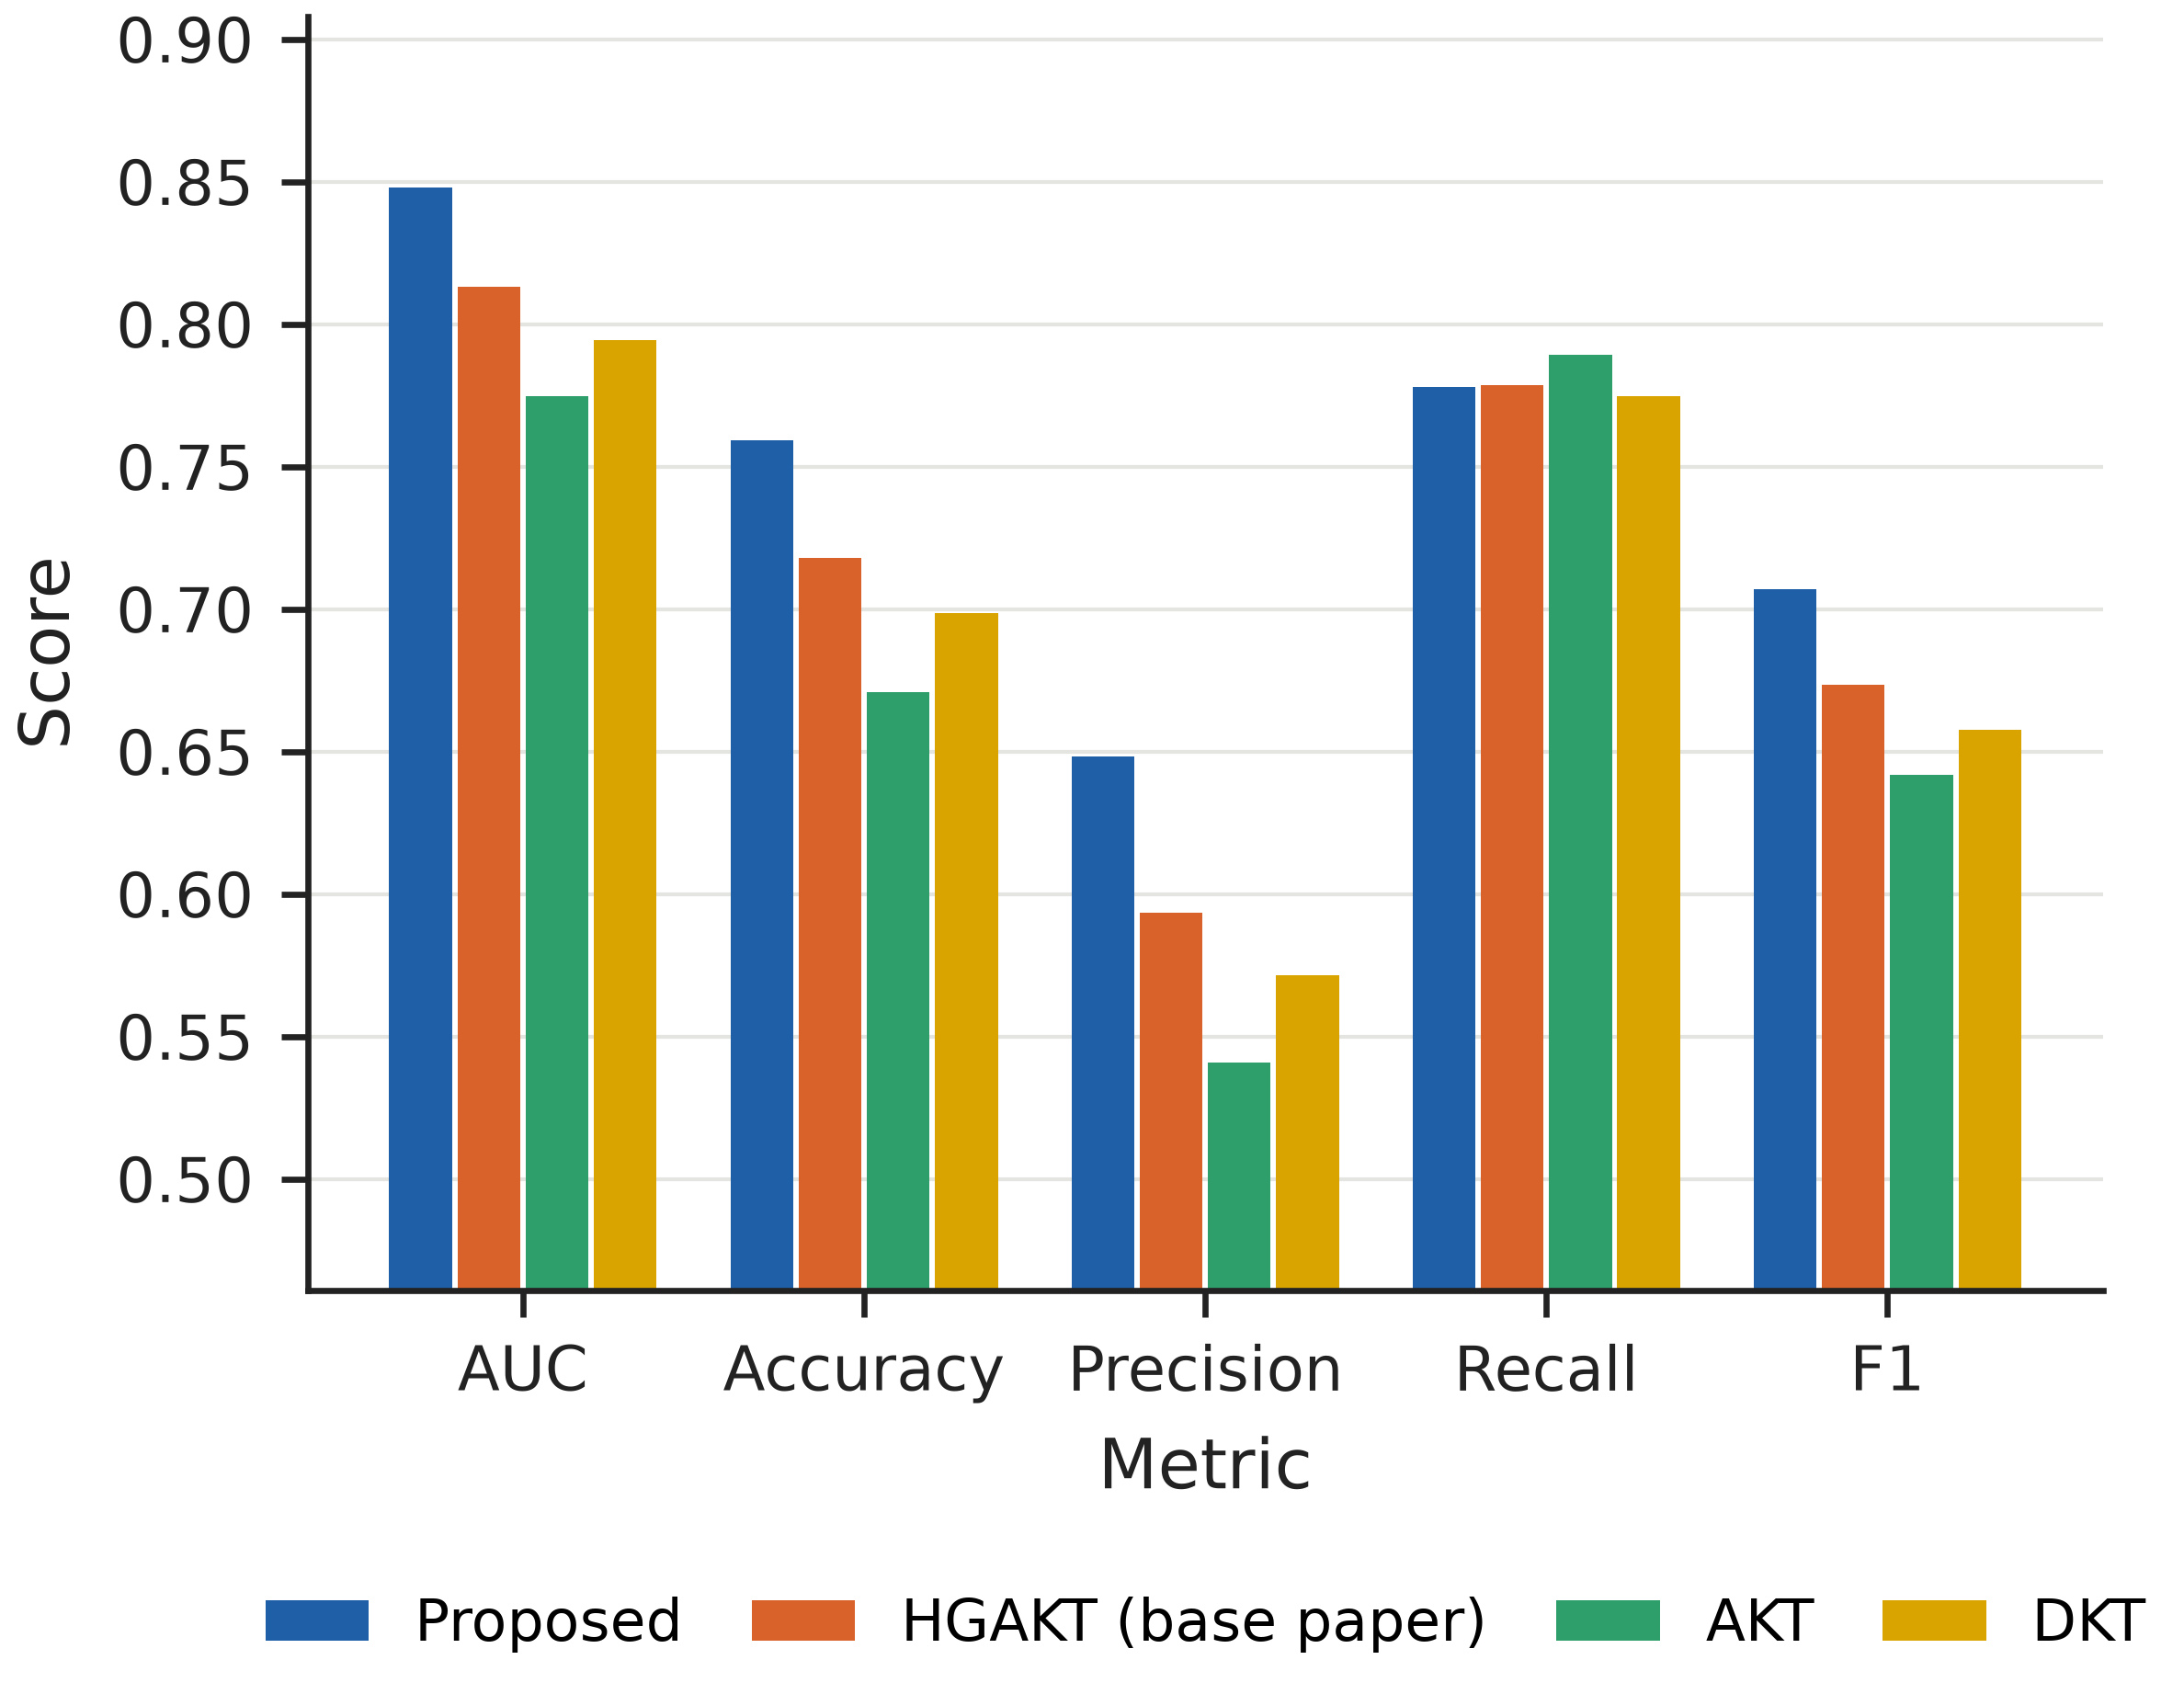 0.90
0.85
0.80
0.75
0.70
0.65
0.60
0.55
0.50
Score
AUC Accuracy Precision Recall F1
Metric
Proposed HGAKT (base paper) AKT DKT